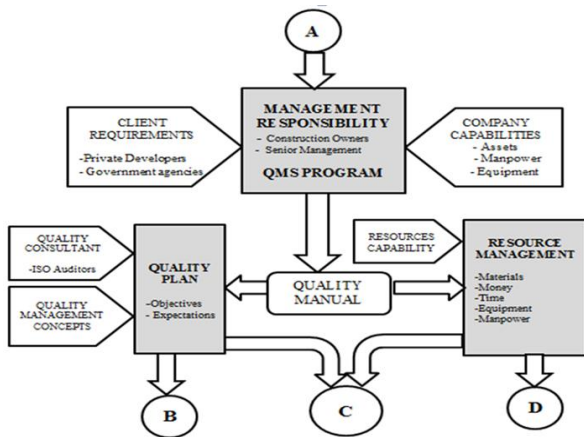 A
MANAGEMENT
RESPONSIBILITY
- Construction Owners
- Senior Management
QMS PROGRAM
CLIENT
REQUIREMENTS
-Private Developers
- Government agencies
COMPANY
CAPABILITIES
- Assets
- Manpower
- Equipment
QUALITY
CONSULTANT
-ISO Auditors
QUALITY
MANAGEMENT
CONCEPTS
QUALITY
PLAN
-Objectives
- Expectations
QUALITY
MANUAL
RESOURCES
CAPABILITY
RESOURCE
MANAGEMENT
-Materials
-Money
-Time
-Equipment
-Manpower
B
C
D